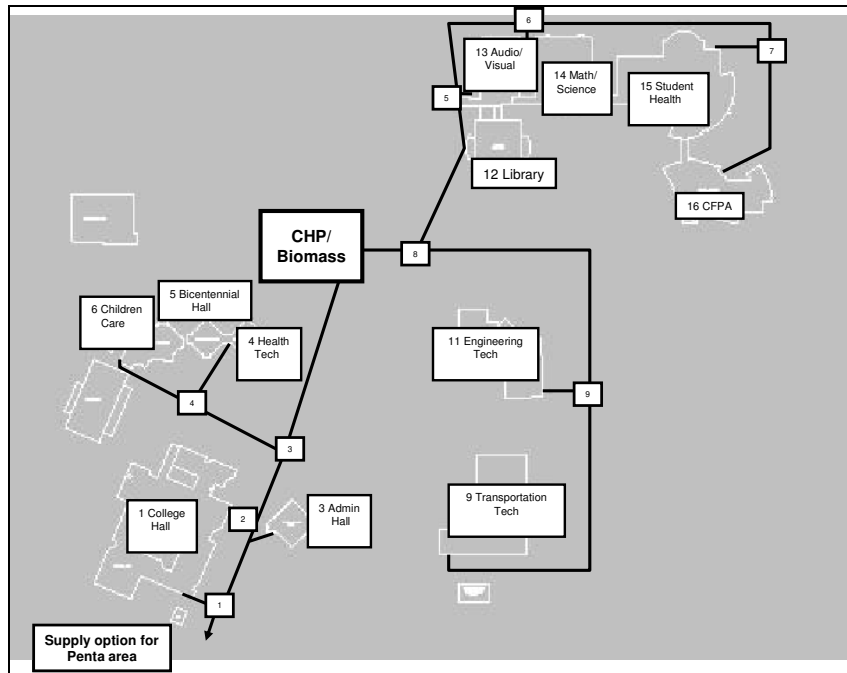 6
13 Audio/
Visual
7
14 Math/
Science
15 Student
Health
5
12 Library
16 CFPA
CHP/
Biomass
8
5 Bicentennial
Hall
6 Children
Care
4 Health
Tech
11 Engineering
Tech
4
9
3
1 College
Hall
2
3 Admin
Hall
9 Transportation
Tech
1
Supply option for
Penta area